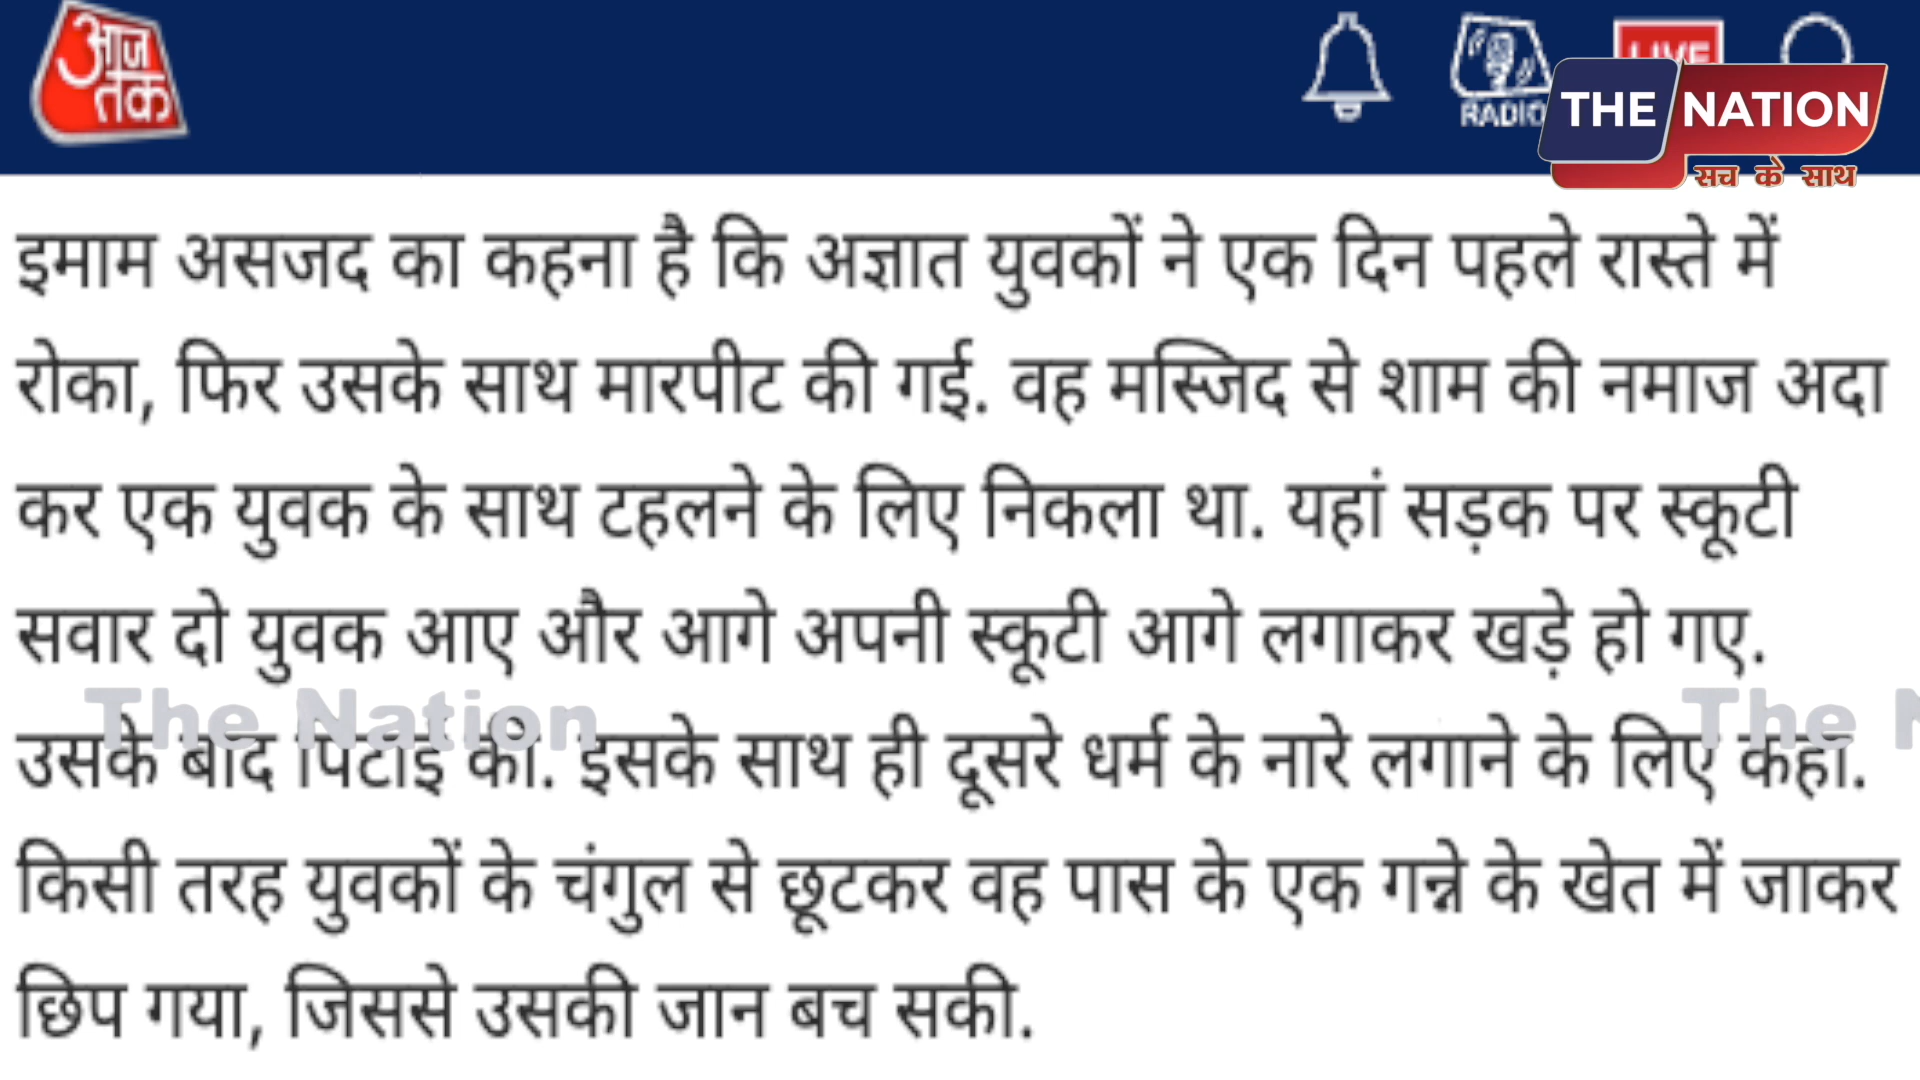 आज
तक
RADIO
LIVE
THE NATION
सच के साथ
इमाम असजद का कहना है कि अज्ञात युवकों ने एक दिन पहले रास्ते में
रोका, फिर उसके साथ मारपीट की गई. वह मस्जिद से शाम की नमाज अदा
कर एक युवक के साथ टहलने के लिए निकला था. यहां सड़क पर स्कूटी
सवार दो युवक आए और आगे अपनी स्कूटी आगे लगाकर खड़े हो गए.
The Nation The N
उसके बाद पिटाई की. इसके साथ ही दूसरे धर्म के नारे लगाने के लिए कहा.
किसी तरह युवकों के चंगुल से छूटकर वह पास के एक गन्ने के खेत में जाकर
छिप गया, जिससे उसकी जान बच सकी.